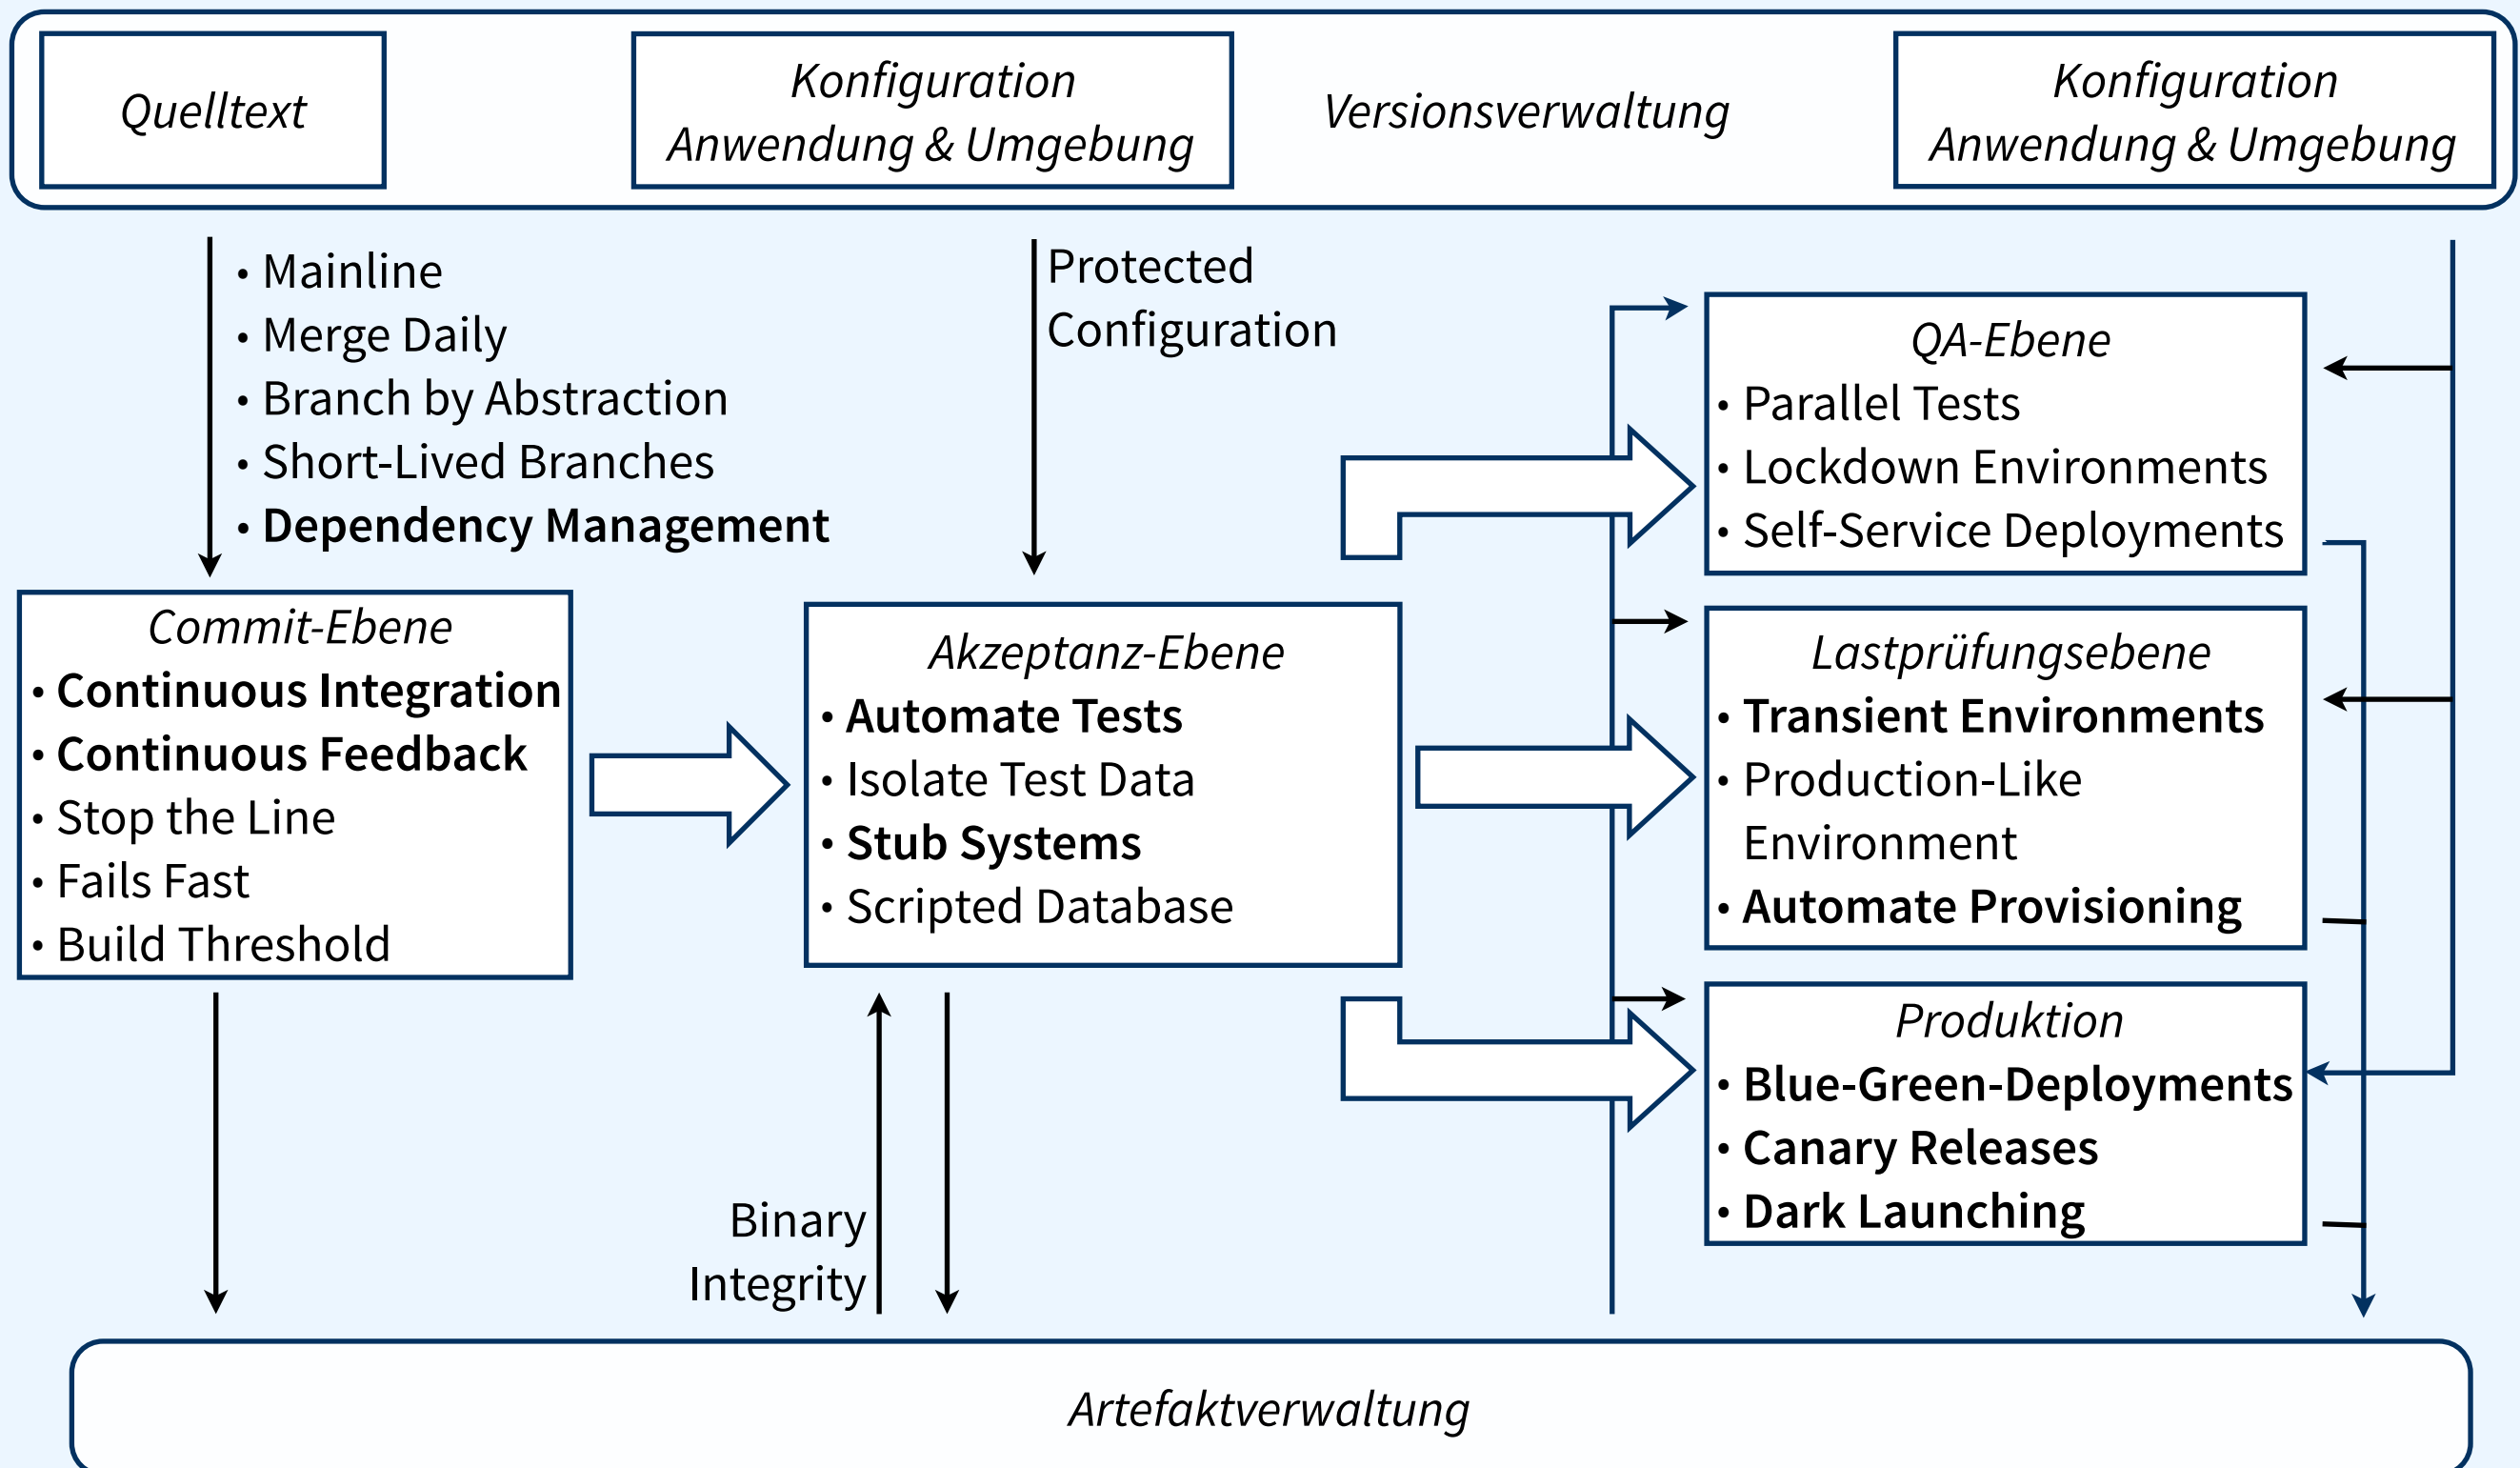 Quelltext
Konfiguration
Anwendung & Umgebung
Versionsverwaltung
Konfiguration
Anwendung & Umgebung
• Mainline
• Merge Daily
• Branch by Abstraction
• Short-Lived Branches
• Dependency Management
Protected
Configuration
Commit-Ebene
• Continuous Integration
• Continuous Feedback
• Stop the Line
• Fails Fast
• Build Threshold
Akzeptanz-Ebene
• Automate Tests
• Isolate Test Data
• Stub Systems
• Scripted Database
QA-Ebene
• Parallel Tests
• Lockdown Environments
• Self-Service Deployments
Lastprüfungsebene
• Transient Environments
• Production-Like
Environment
• Automate Provisioning
Produktion
• Blue-Green-Deployments
• Canary Releases
• Dark Launching
Binary
Integrity
Artefaktverwaltung